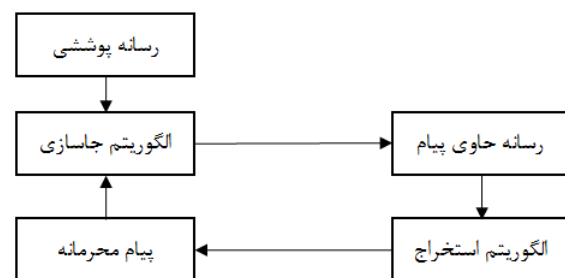 رسانه پوششی
الگوریتم جاسازی
رسانه حاوی پیام
پیام محرمانه
الگوریتم استخراج